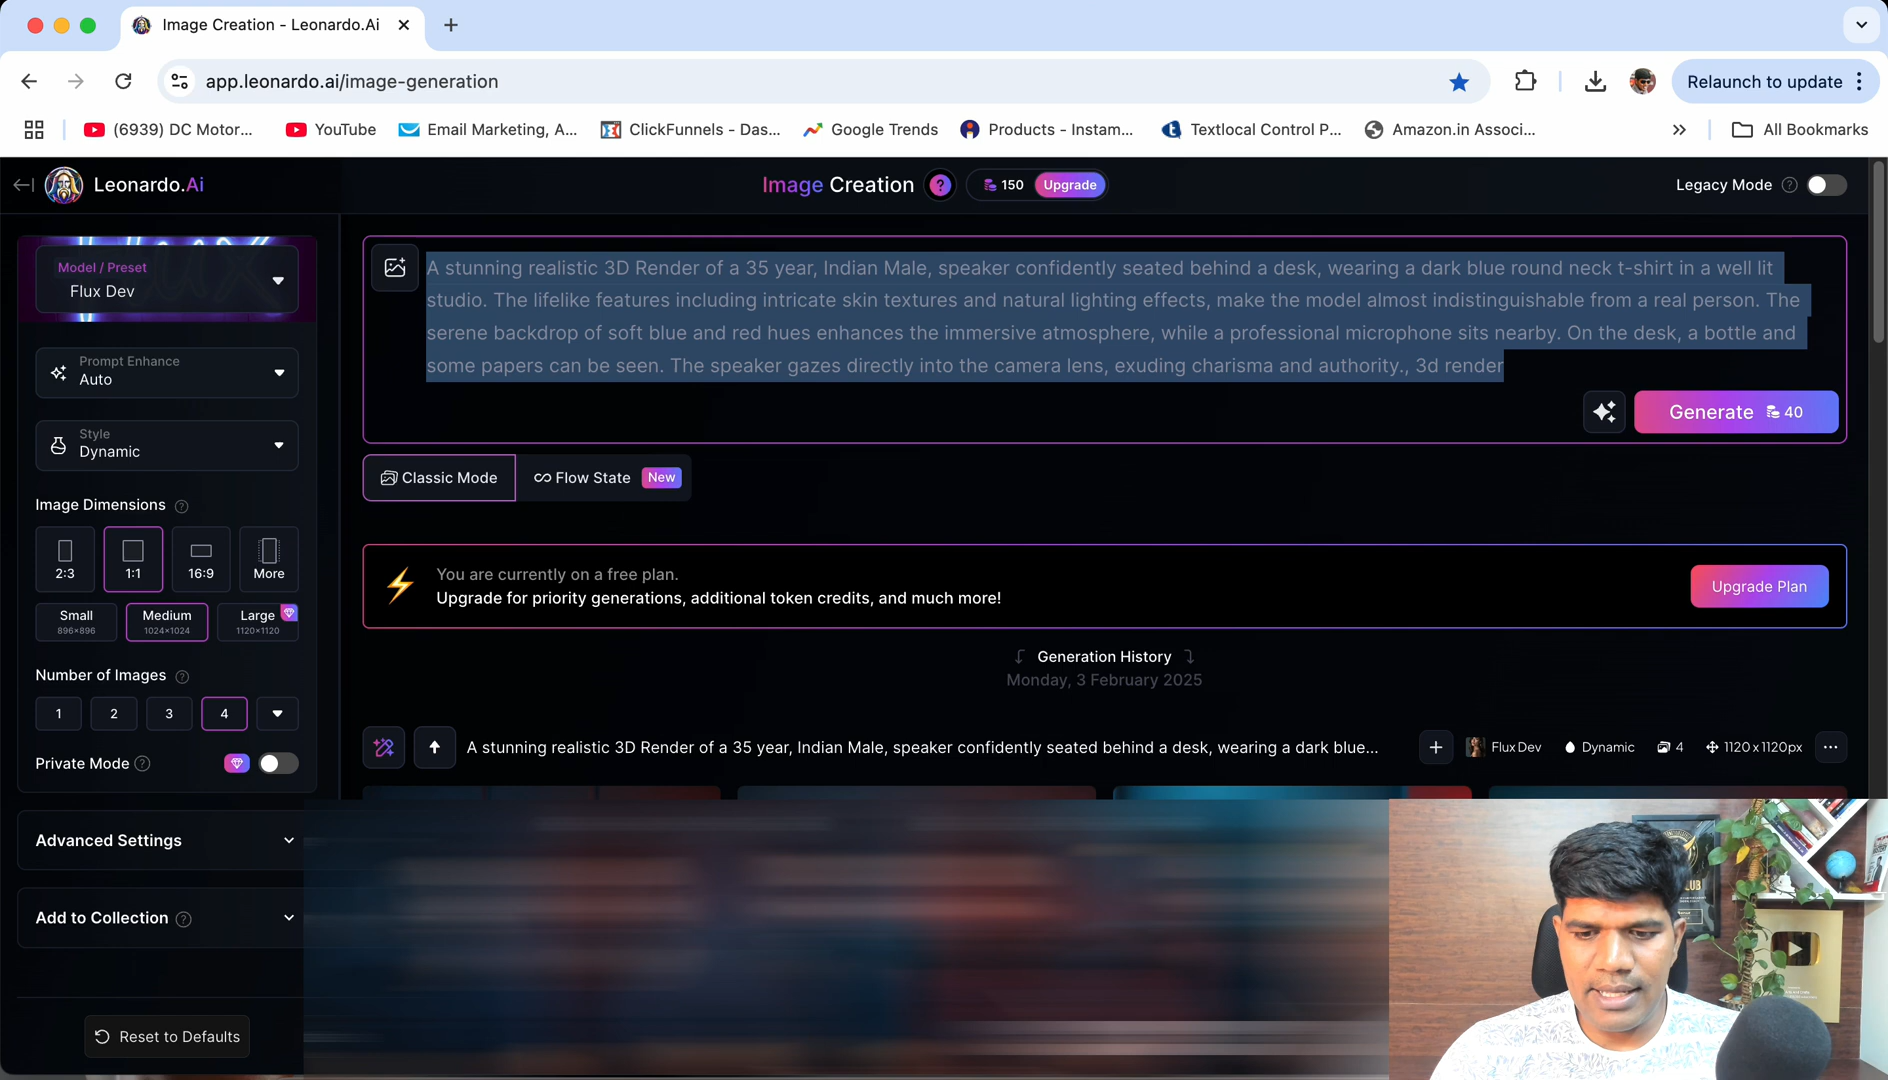 Image Creation - Leonardo.Ai
app.leonardo.ai/image-generation
Relaunch to update
(6939) DC Motor...
YouTube
Email Marketing, A...
ClickFunnels - Das...
Google Trends
Products - Instam...
Textlocal Control P...
Amazon.in Associ...
All Bookmarks
Leonardo.Ai
Image Creation
?
150
Upgrade
Legacy Mode
Model / Preset
Flux Dev
Prompt Enhance
Auto
Style
Dynamic
Image Dimensions
2:3
1:1
16:9
More
Small
896×896
Medium
1024×1024
Large
1120×1120
Number of Images
1
2
3
4
Private Mode
Advanced Settings
Add to Collection
Reset to Defaults
A stunning realistic 3D Render of a 35 year, Indian Male, speaker confidently seated behind a desk, wearing a dark blue round neck t-shirt in a well lit
studio. The lifelike features including intricate skin textures and natural lighting effects, make the model almost indistinguishable from a real person. The
serene backdrop of soft blue and red hues enhances the immersive atmosphere, while a professional microphone sits nearby. On the desk, a bottle and
some papers can be seen. The speaker gazes directly into the camera lens, exuding charisma and authority., 3d render
Generate 40
Classic Mode
Flow State
New
You are currently on a free plan.
Upgrade for priority generations, additional token credits, and much more!
Upgrade Plan
Generation History
Monday, 3 February 2025
A stunning realistic 3D Render of a 35 year, Indian Male, speaker confidently seated behind a desk, wearing a dark blue...
Flux Dev
Dynamic
4
1120 x 1120px